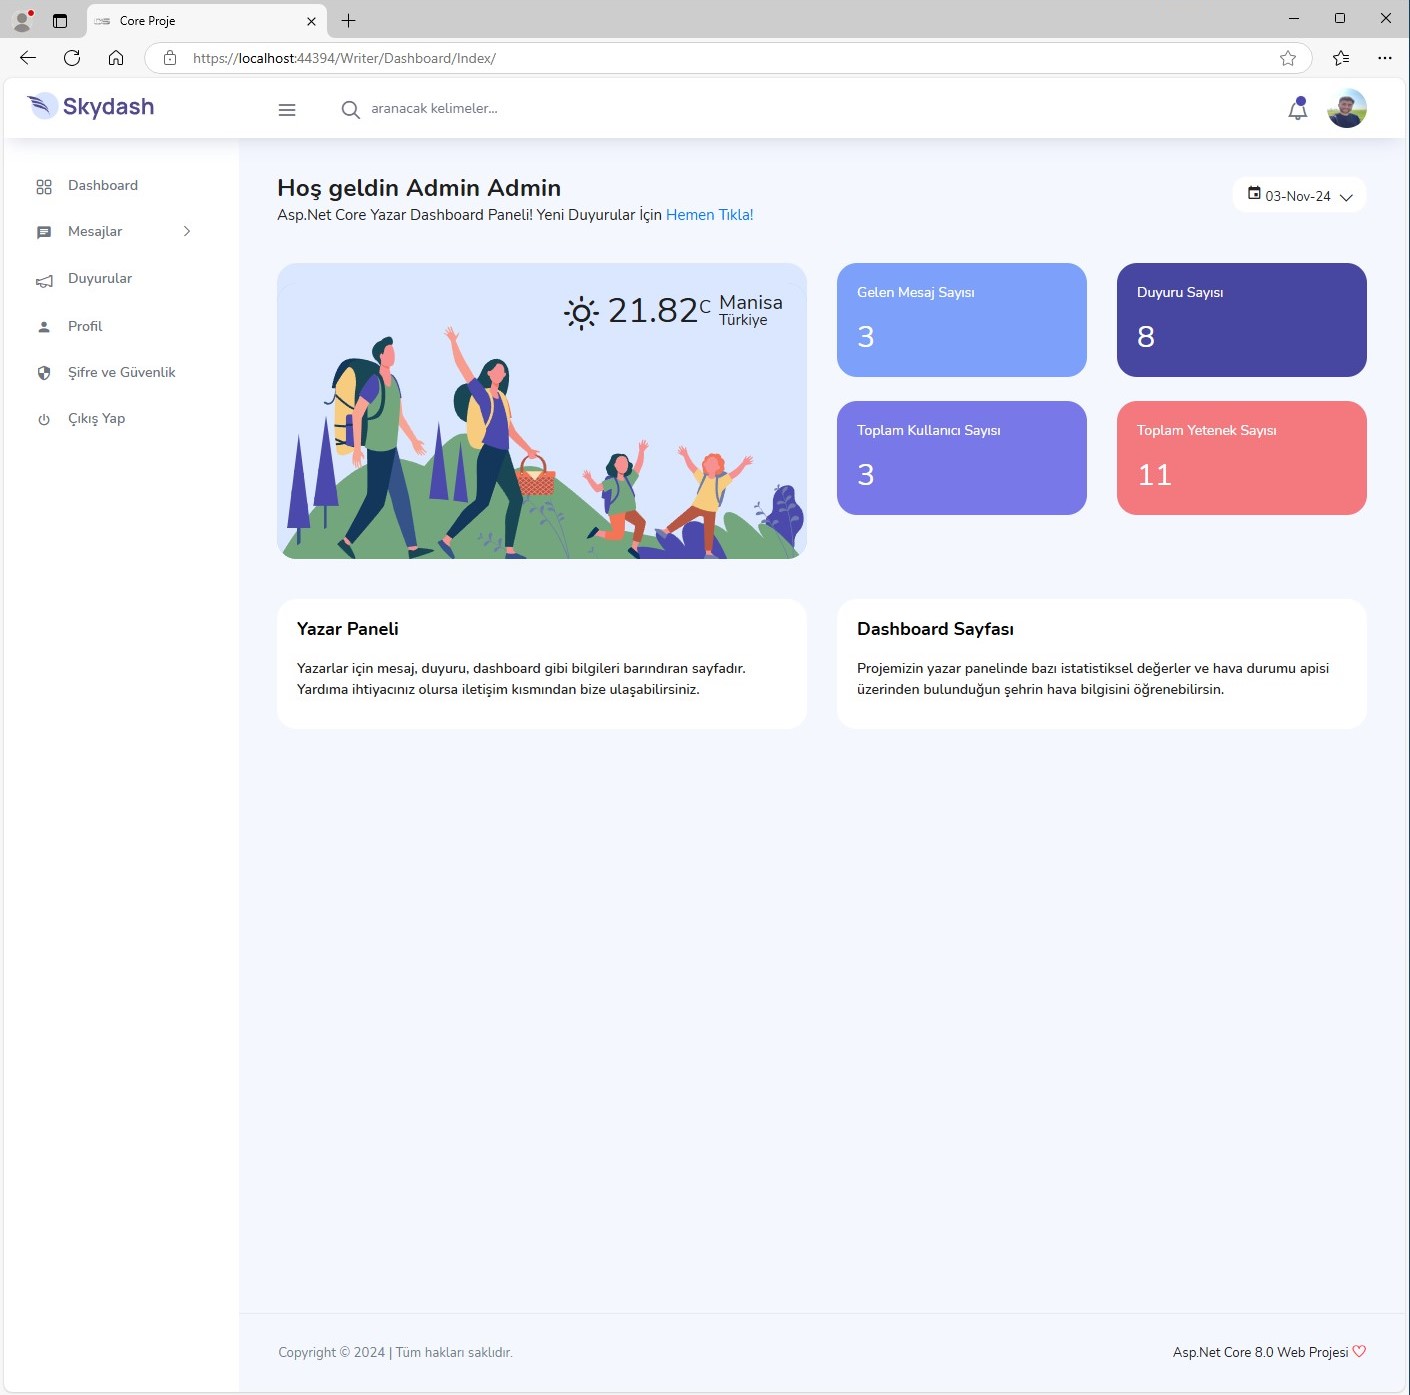 Core Proje
https://localhost:44394/Writer/Dashboard/Index/
Skydash
aranacak kelimeler...
Dashboard
Mesajlar
Duyurular
Profil
Şifre ve Güvenlik
Çıkış Yap
Hoş geldin Admin Admin
Asp.Net Core Yazar Dashboard Paneli! Yeni Duyurular İçin Hemen Tıkla!
03-Nov-24
21.82C Manisa
Türkiye
Gelen Mesaj Sayısı
3
Duyuru Sayısı
8
Toplam Kullanıcı Sayısı
3
Toplam Yetenek Sayısı
11
Yazar Paneli
Yazarlar için mesaj, duyuru, dashboard gibi bilgileri barındıran sayfadır.
Yardıma ihtiyacınız olursa iletişim kısmından bize ulaşabilirsiniz.
Dashboard Sayfası
Projemizin yazar panelinde bazı istatistiksel değerler ve hava durumu apisi
üzerinden bulunduğun şehrin hava bilgisini öğrenebilirsin.
Copyright © 2024 | Tüm hakları saklıdır.
Asp.Net Core 8.0 Web Projesi